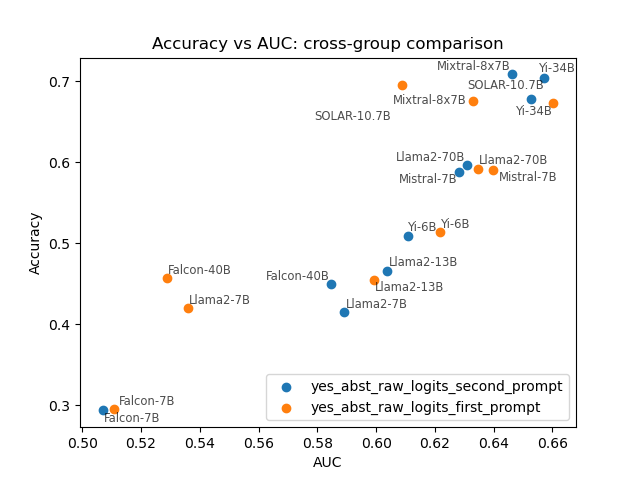 Accuracy vs AUC: cross-group comparison
Mixtral-8x7B
Yi-34B
SOLAR-10.7B
Mixtral-8x7B
Yi-34B
SOLAR-10.7B
Llama2-70B
Llama2-70B
Mistral-7B
Mistral-7B
Yi-6B
Yi-6B
Llama2-13B
Falcon-40B
Falcon-40B
Llama2-13B
Llama2-7B
Llama2-7B
Falcon-7B
Falcon-7B
yes_abst_raw_logits_second_prompt
yes_abst_raw_logits_first_prompt
0.7
0.6
0.5
0.4
0.3
Accuracy
0.50 0.52 0.54 0.56 0.58 0.60 0.62 0.64 0.66
AUC